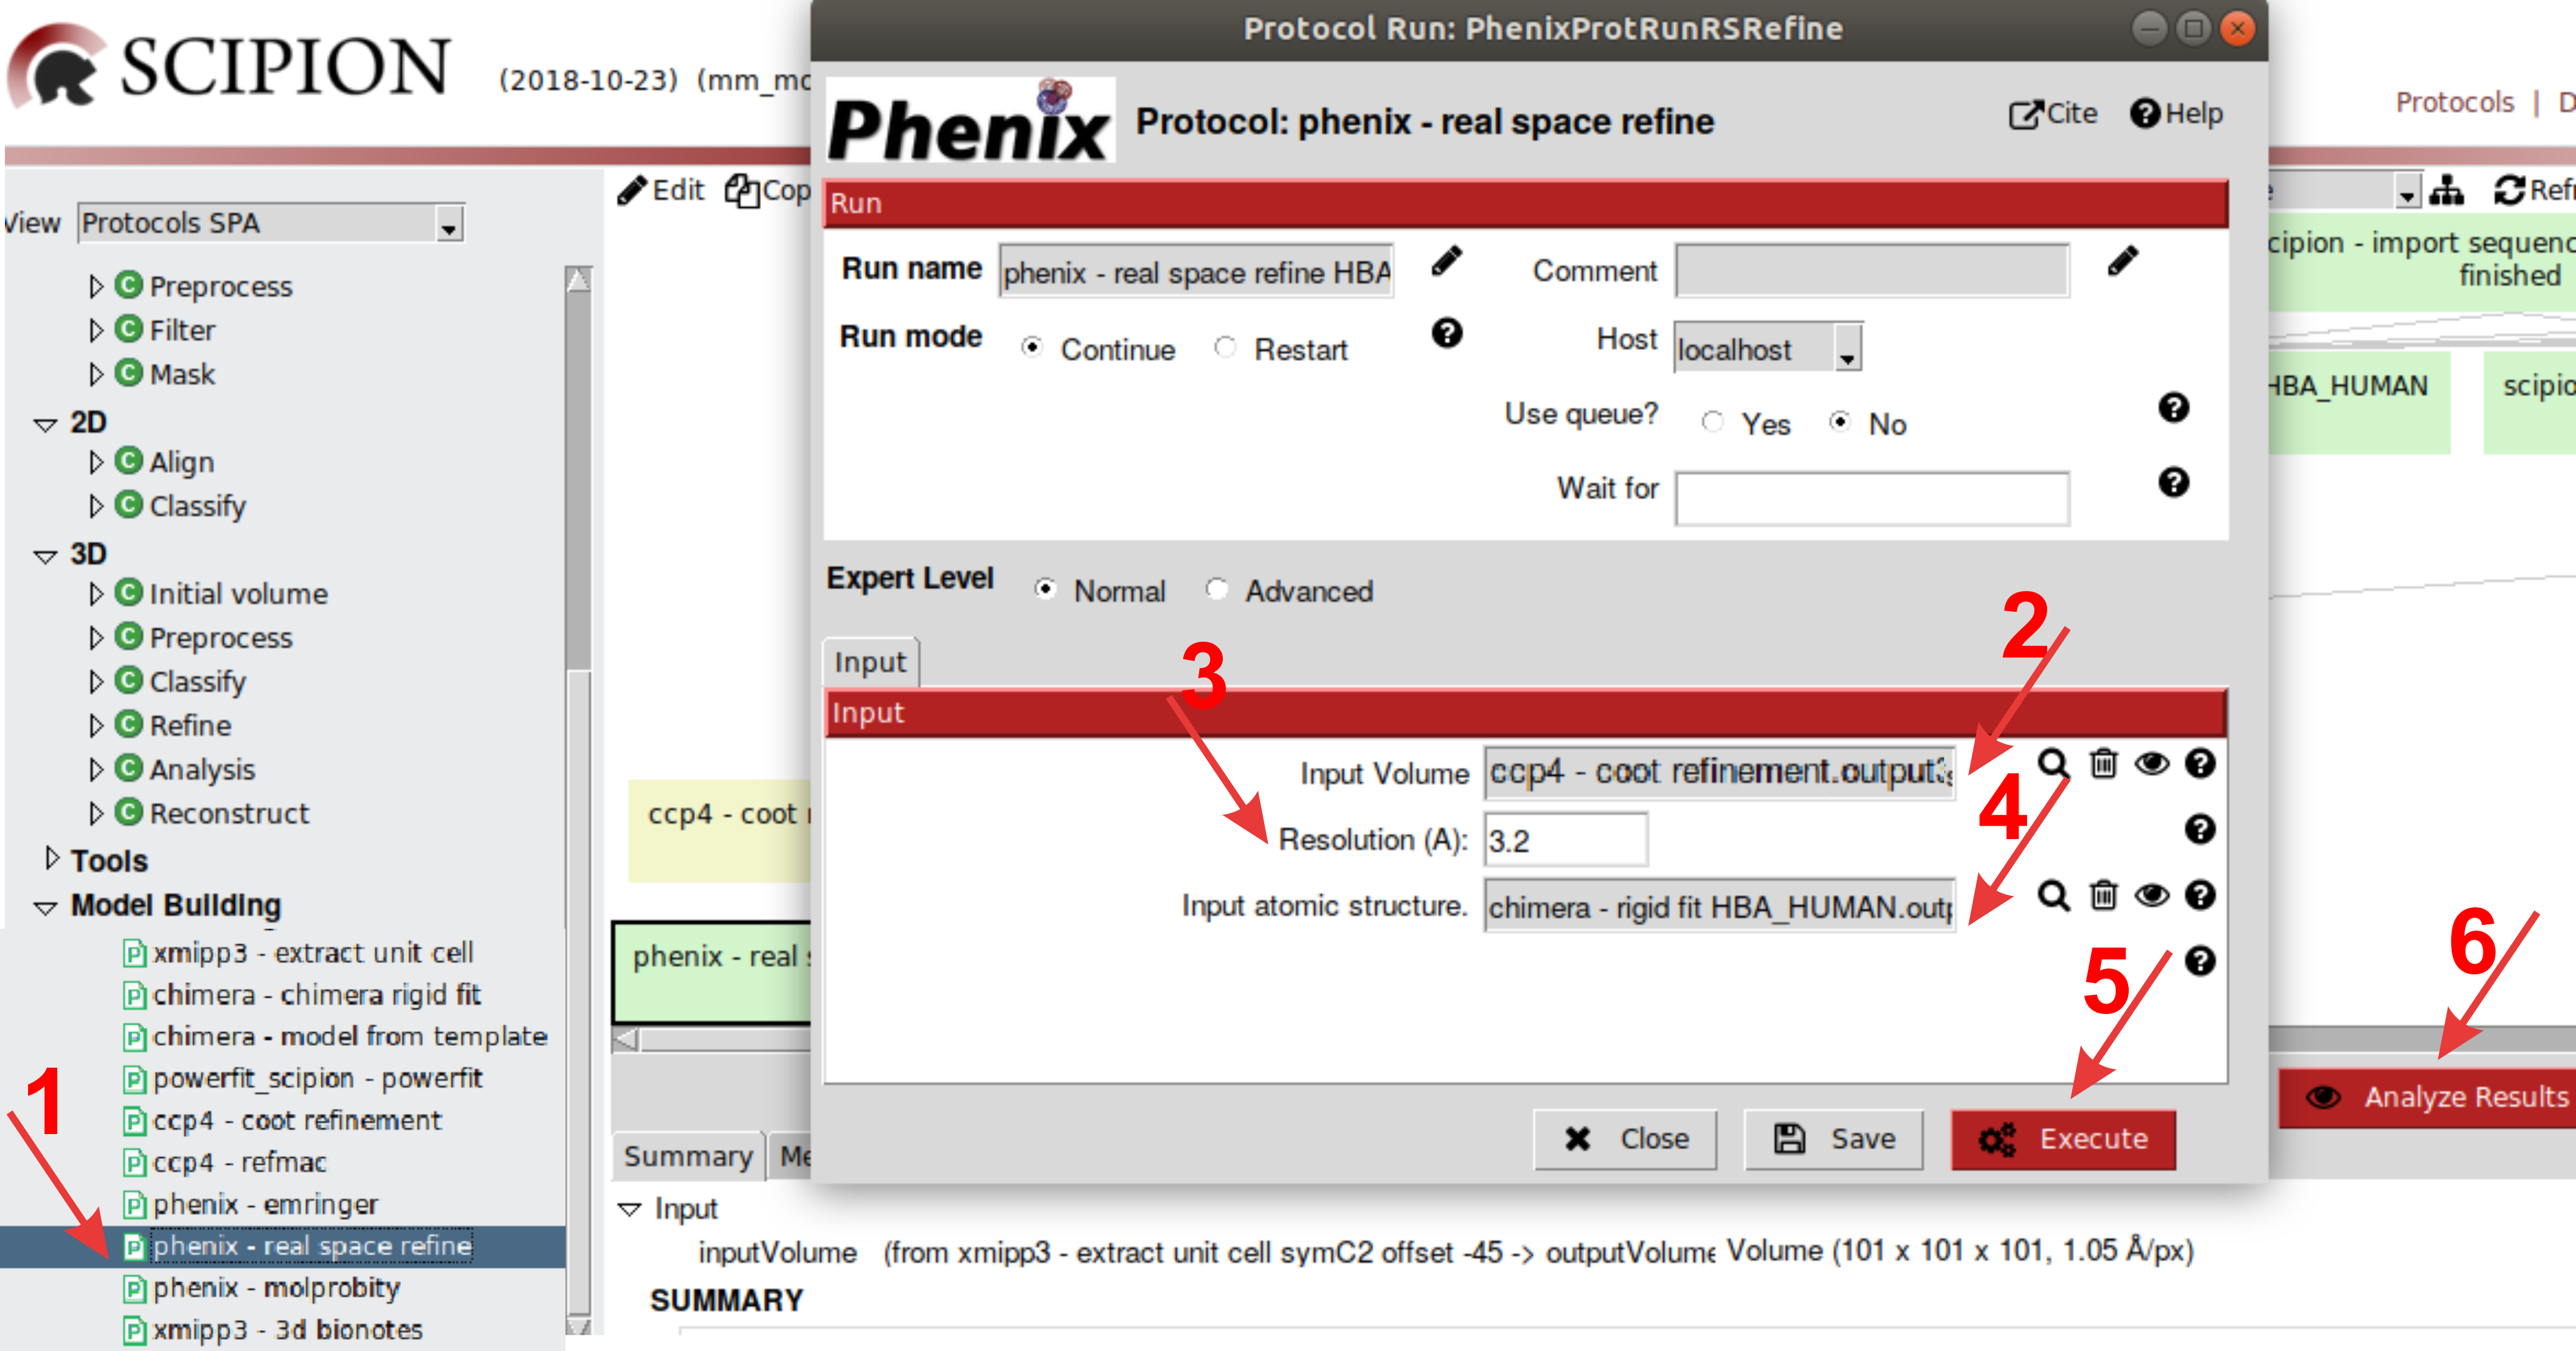 SCIPION
(2018-10-23) (mm_mo
Protocol Run: PhenixProtRunRSRefine
Phenix
Protocol: phenix - real space refine
Cite
Help
Protocols |
View
Protocols SPA
Edit
Cop
Refr
Run
Run name
phenix - real space refine HBA
Comment
Run mode
Continue
Restart
Host
localhost
Use queue?
Yes
No
Wait for
Expert Level
Normal
Advanced
Preprocess
Filter
Mask
2D
Align
Classify
3D
Initial volume
Preprocess
Classify
Refine
Analysis
Reconstruct
Tools
Model Building
xmipp3 - extract unit cell
chimera - chimera rigid fit
chimera - model from template
powerfit_scipion - powerfit
ccp4 - coot refinement
ccp4 - refmac
phenix - emringer
phenix - real space refine
phenix - molprobity
xmipp3 - 3d bionotes
1
cipion - import sequenc
finished
HBA_HUMAN
scipio
ccp4 - coot
phenix - real
Input
Input
2
3
Input Volume
ccp4 - coot refinement.output3
4
Resolution (A):
3.2
Input atomic structure.
chimera - rigid fit HBA_HUMAN.outp
5
6
Close
Save
Execute
Analyze Results
Summary
Me
Input
inputVolume (from xmipp3 - extract unit cell symC2 offset -45 -> outputVolume Volume (101 x 101 x 101, 1.05 Å/px)
SUMMARY